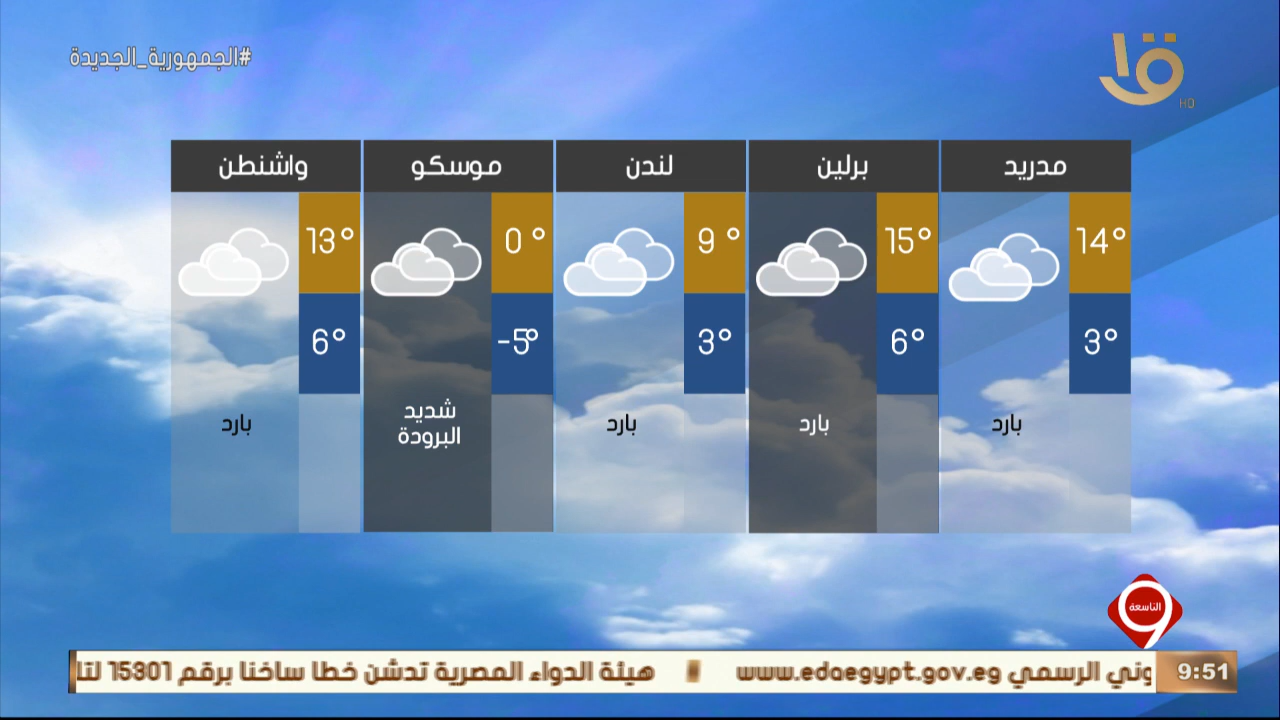 #الجمهورية_الجديدة
HD
مدريد
14°
3°
بارد
برلين
15°
6°
بارد
لندن
9°
3°
بارد
موسكو
0°
-5°
شديد
البرودة
واشنطن
13°
6°
بارد
التاسعة
9
9:51
وني الرسمي www.edaegypt.gov.eg
هيئة الدواء المصرية تدشن خطا ساخنا برقم 15301 لتا